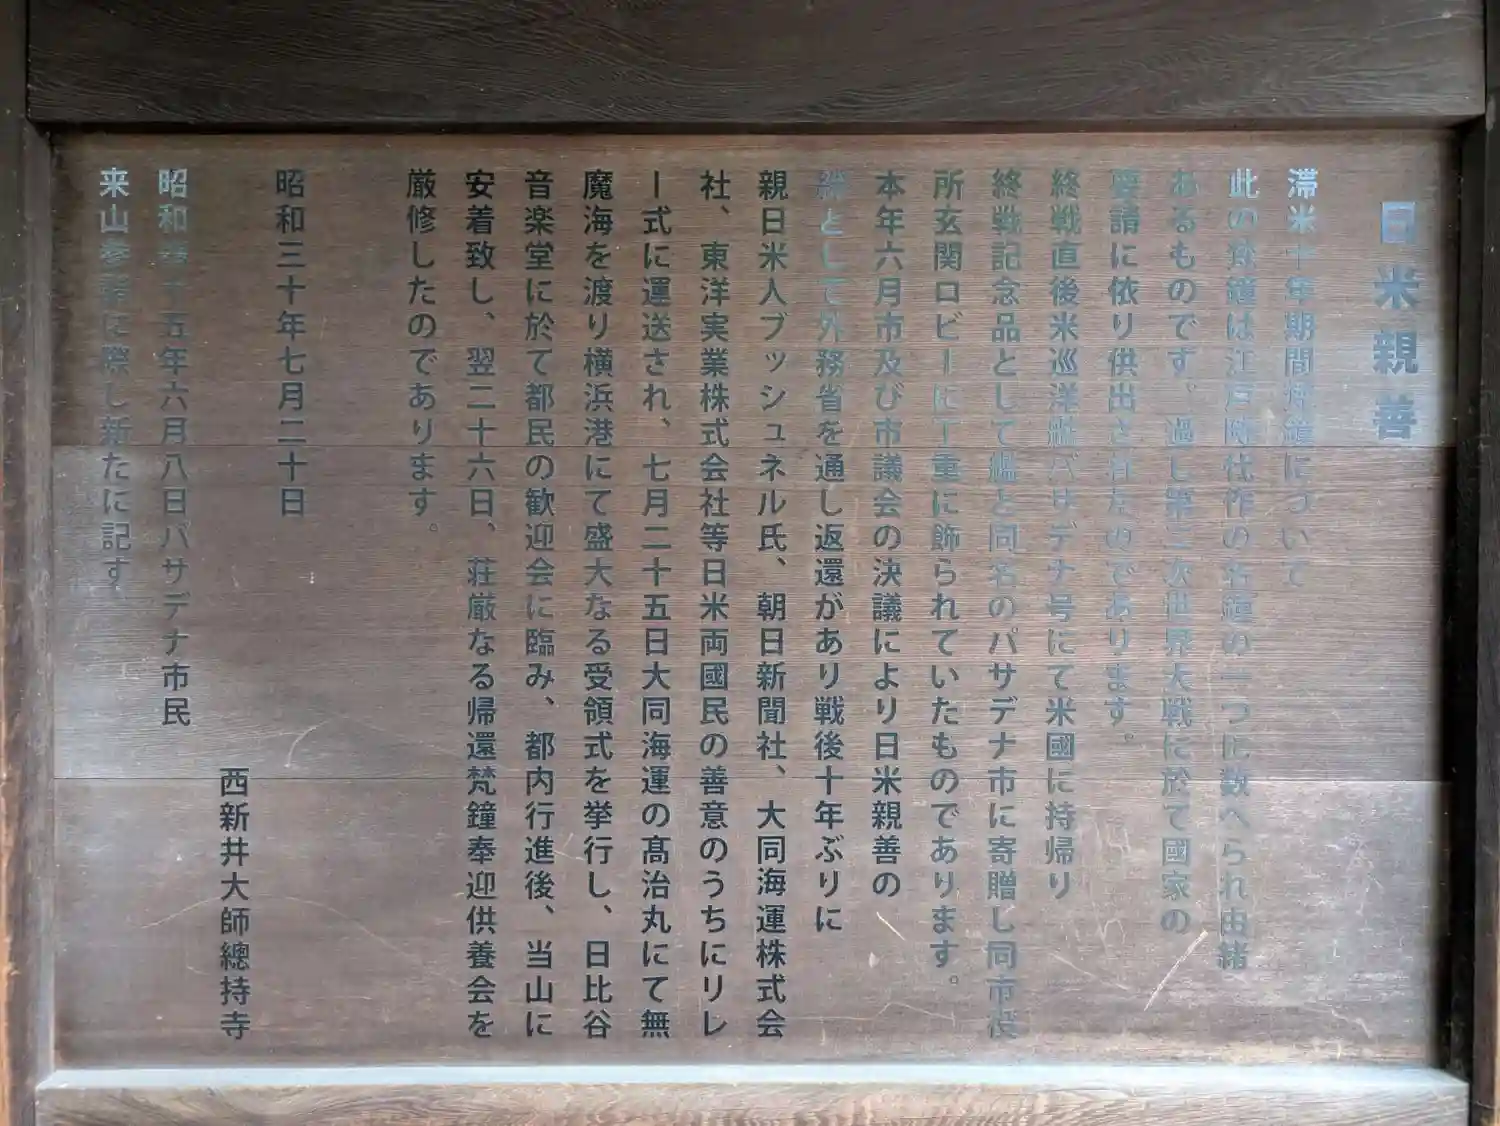 日米親善
滞米十年期間梵鐘について
此の梵鐘は江戸時代作の名鐘の一つに数へられ由緒
あるものです。過し第二次世界大戦に於て國家の
要請に依り供出されたのであります。
終戦直後米巡洋艦パサデナ号にて米國に持帰り
終戦記念品として艦と同名のパサデナ市に寄贈し同市役
所玄関ロビーに丁重に飾られていたものであります。
本年六月市及び市議会の決議により日米親善の
絆として外務省を通し返還があり戦後十年ぶりに
親日米人ブッシュネル氏、朝日新聞社、大同海運株式会
社、東洋実業株式会社等日米両國民の善意のうちにリレ
ー式に運送され、七月二十五日大同海運の髙治丸にて無
魔海を渡り横浜港にて盛大なる受領式を挙行し、日比谷
音楽堂に於て都民の歓迎会に臨み、都内行進後、当山に
安着致し、翌二十六日、荘厳なる帰還梵鐘奉迎供養会を
厳修したのであります。
昭和三十年七月二十日
西新井大師總持寺
昭和 十五年六月八日パサデナ市民
来山参詣に際し新たに記す。